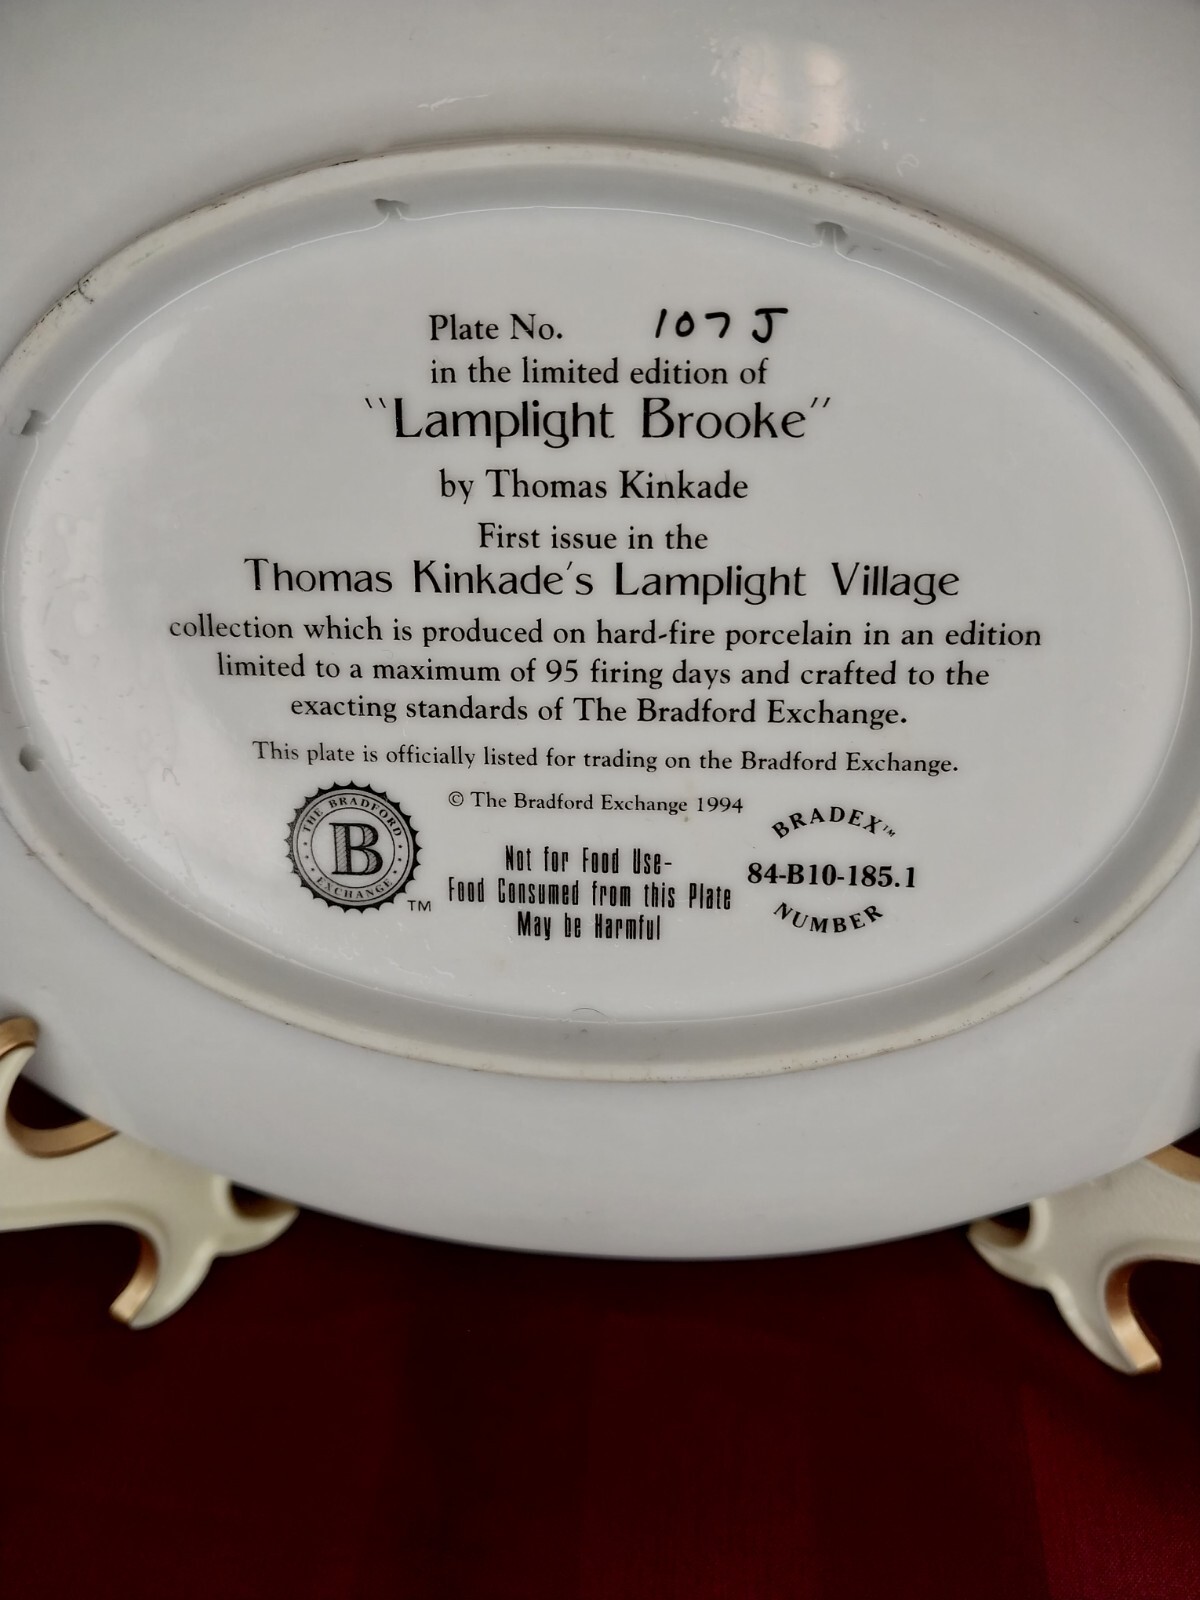 Plate No. 107 J
in the limited edition of
"Lamplight Brooke"
by Thomas Kinkade
First issue in the
Thomas Kinkade's Lamplight Village
collection which is produced on hard-fire porcelain in an edition
limited to a maximum of 95 firing days and crafted to the
exacting standards of The Bradford Exchange.
This plate is officially listed for trading on the Bradford Exchange.
© The Bradford Exchange 1994
THE BRADFORD
B
EXCHANGE
TM
Not for Food Use-
Food Consumed from this Plate
May be Harmful
BRADEX™
84-B10-185.1
NUMBER